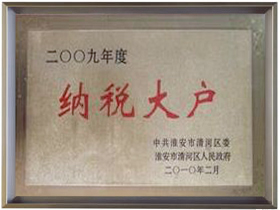 二〇〇九年度
纳税大户
中共淮安市清河区委
淮安市清河区人民政府
二〇一〇年二月